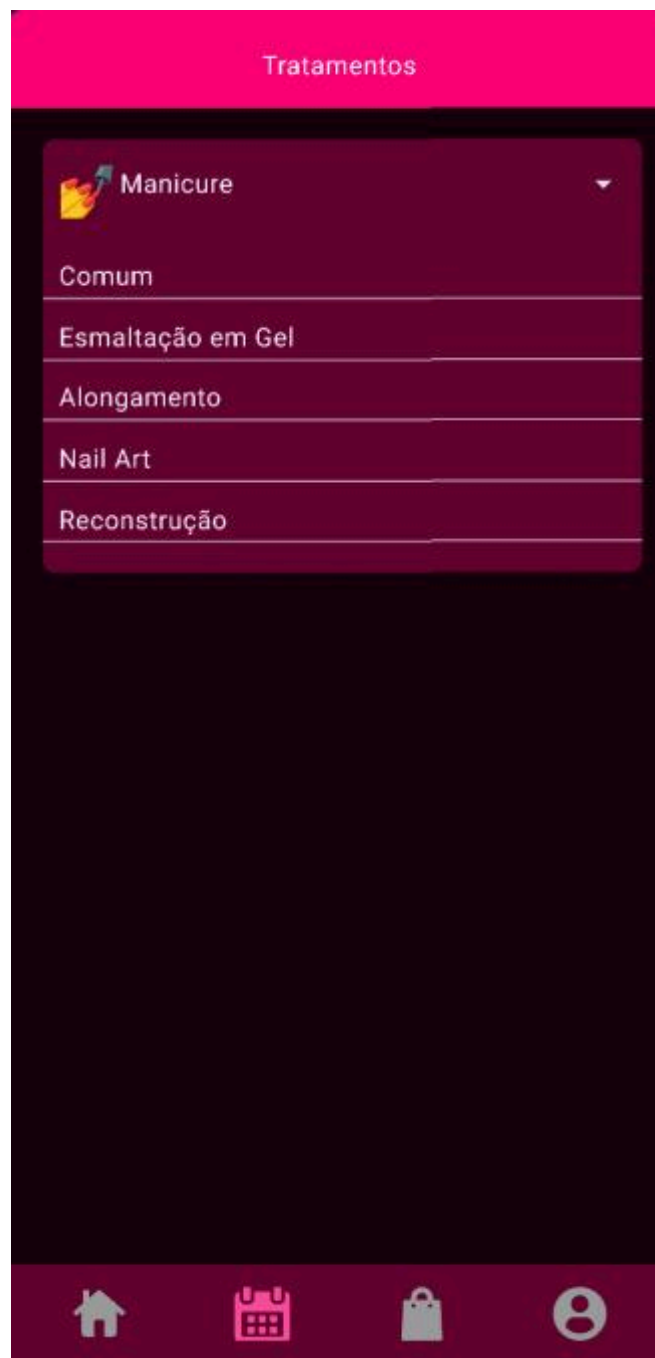 Tratamentos
Manicure
Comum
Esmaltação em Gel
Alongamento
Nail Art
Reconstrução